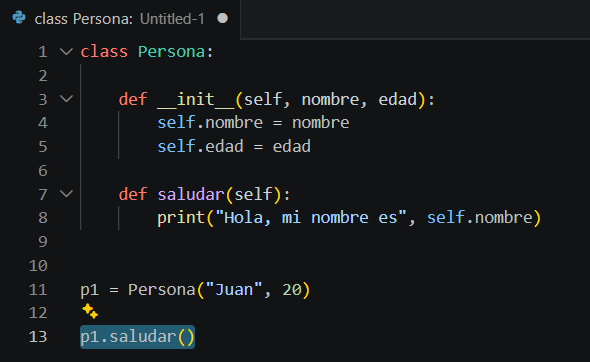 class Persona: Untitled-1
1 class Persona:
2
3     def __init__(self, nombre, edad):
4         self.nombre = nombre
5         self.edad = edad
6
7     def saludar(self):
8         print("Hola, mi nombre es", self.nombre)
9
10
11 p1 = Persona("Juan", 20)
12
13 p1.saludar()